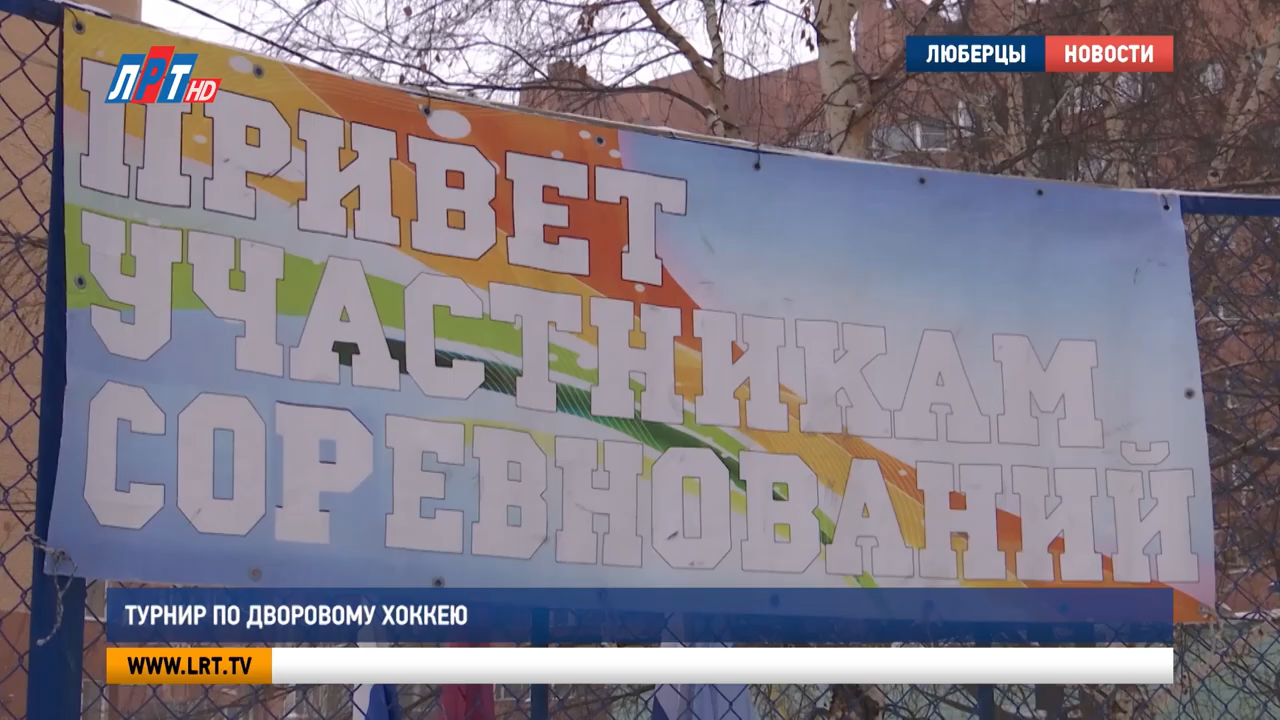 ЛРТ HD
ЛЮБЕРЦЫ НОВОСТИ
ПРИВЕТ
УЧАСТНИКАМ
СОРЕВНОВАНИЙ
ТУРНИР ПО ДВОРОВОМУ ХОККЕЮ
WWW.LRT.TV